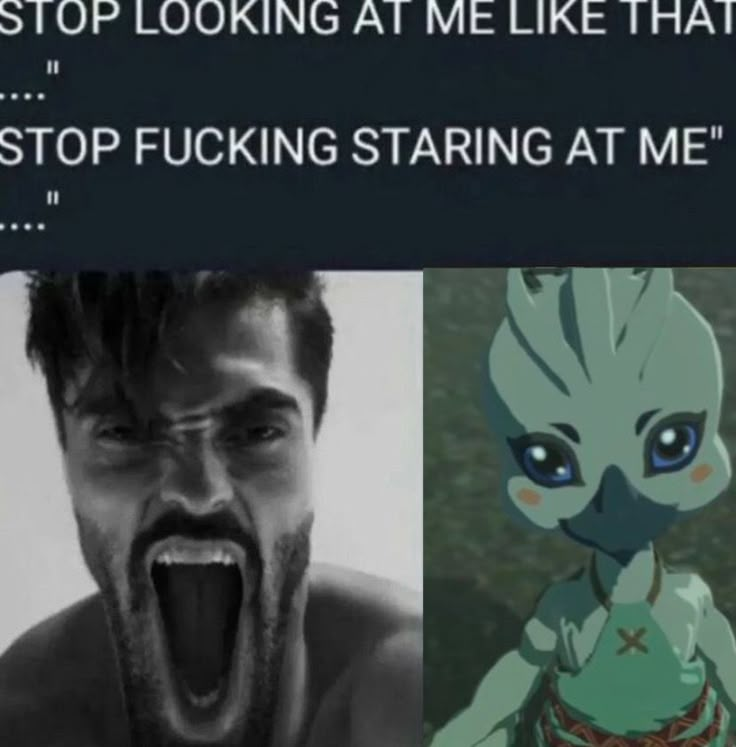 STOP LOOKING AT ME LIKE THAT
...."
STOP FUCKING STARING AT ME"
...."